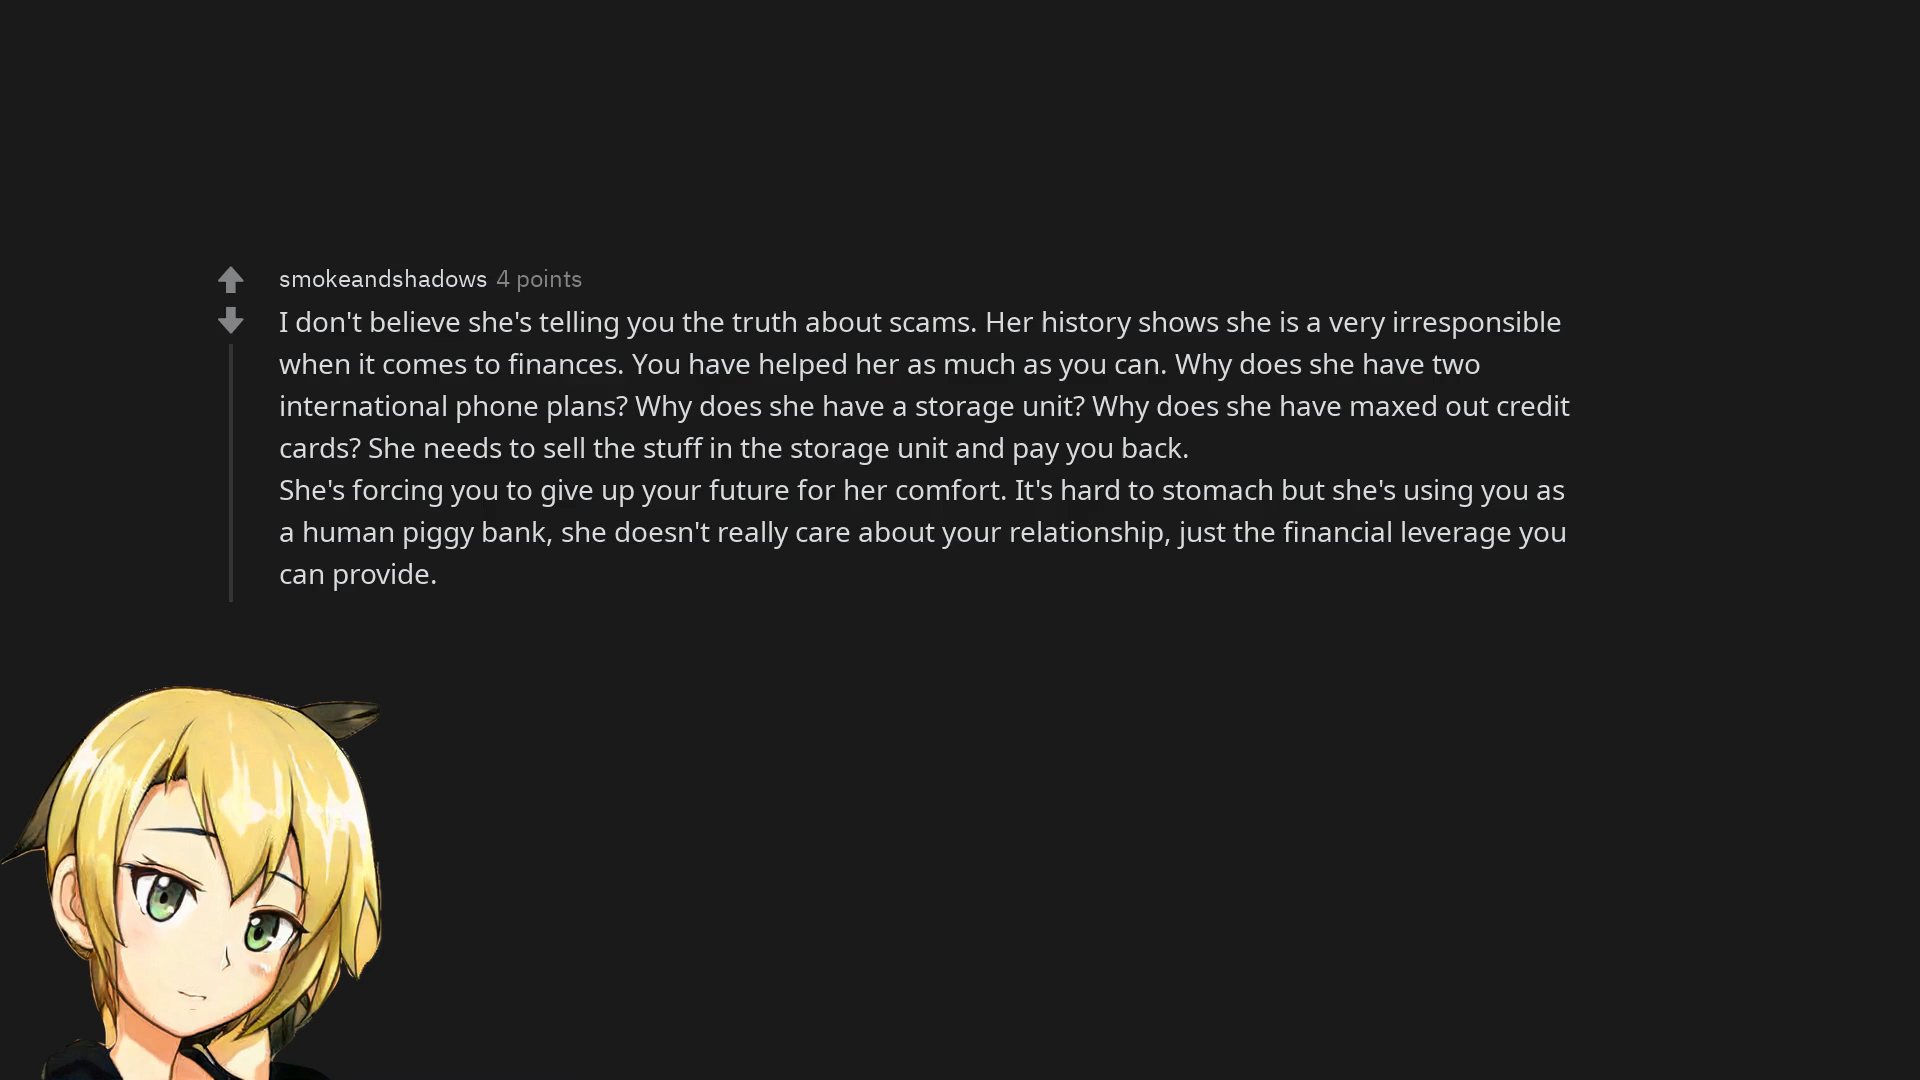 smokeandshadows 4 points
I don't believe she's telling you the truth about scams. Her history shows she is a very irresponsible
when it comes to finances. You have helped her as much as you can. Why does she have two
international phone plans? Why does she have a storage unit? Why does she have maxed out credit
cards? She needs to sell the stuff in the storage unit and pay you back.
She's forcing you to give up your future for her comfort. It's hard to stomach but she's using you as
a human piggy bank, she doesn't really care about your relationship, just the financial leverage you
can provide.